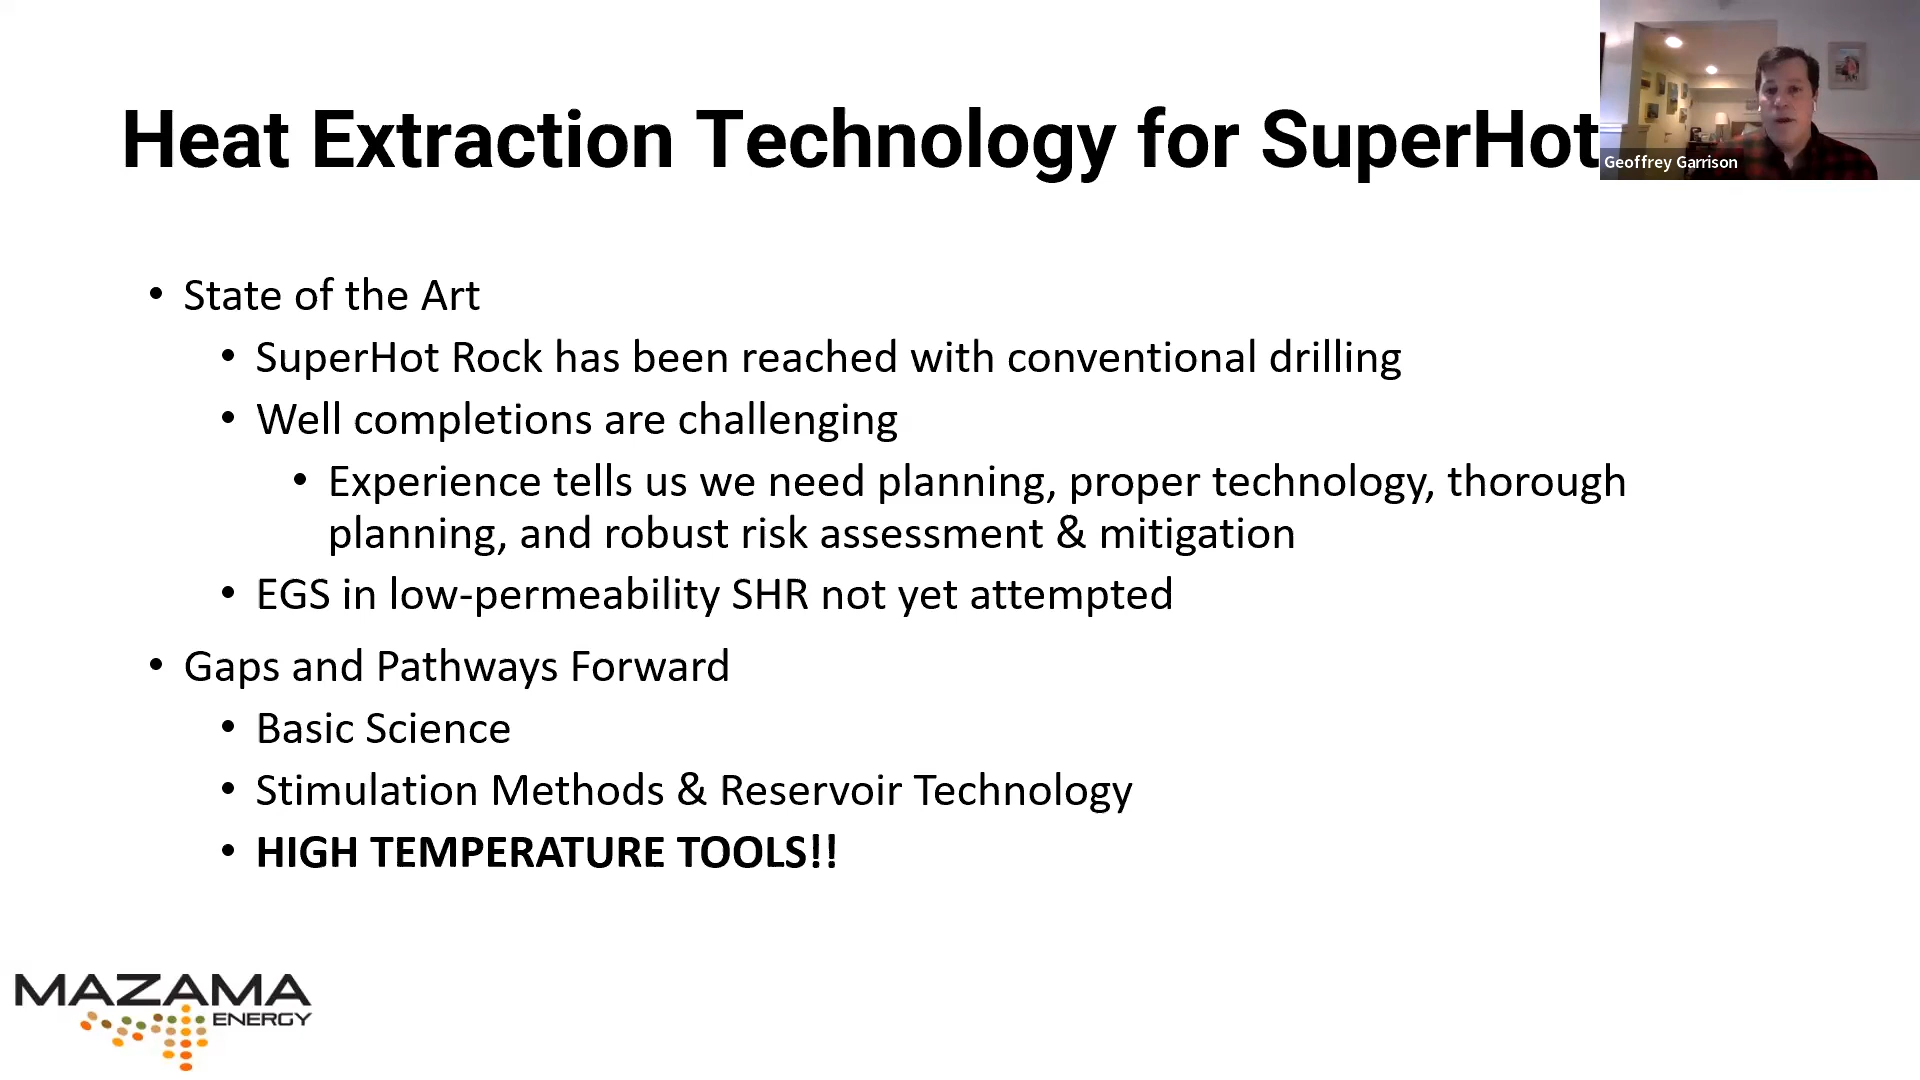 Heat Extraction Technology for SuperHot
Geoffrey Garrison
• State of the Art
• SuperHot Rock has been reached with conventional drilling
• Well completions are challenging
• Experience tells us we need planning, proper technology, thorough
planning, and robust risk assessment & mitigation
• EGS in low-permeability SHR not yet attempted
• Gaps and Pathways Forward
• Basic Science
• Stimulation Methods & Reservoir Technology
• HIGH TEMPERATURE TOOLS!!
MAZAMA
ENERGY